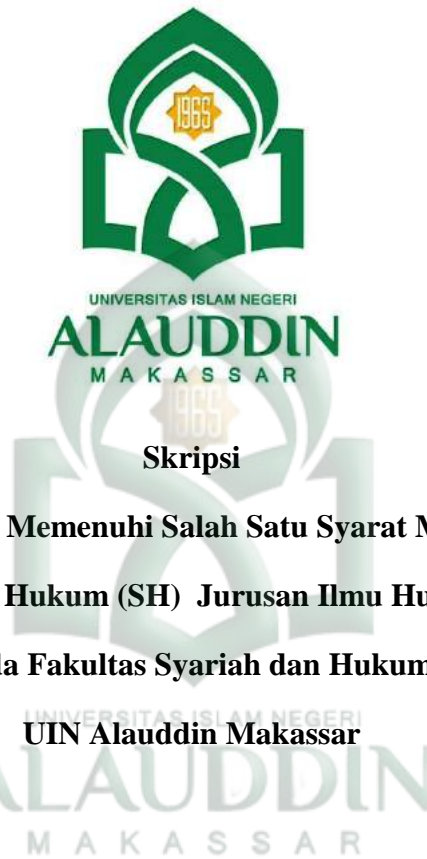 1965
UNIVERSITAS ISLAM NEGERI
ALAUDDIN
MAKASSAR
1965
Skripsi
Memenuhi Salah Satu Syarat M
Hukum (SH) Jurusan Ilmu Hu
Fakultas Syariah dan Hukum
UNIVERSITAS ISLAM NEGERI
UIN Alauddin Makassar
ALAUDDIN
MAKASSAR